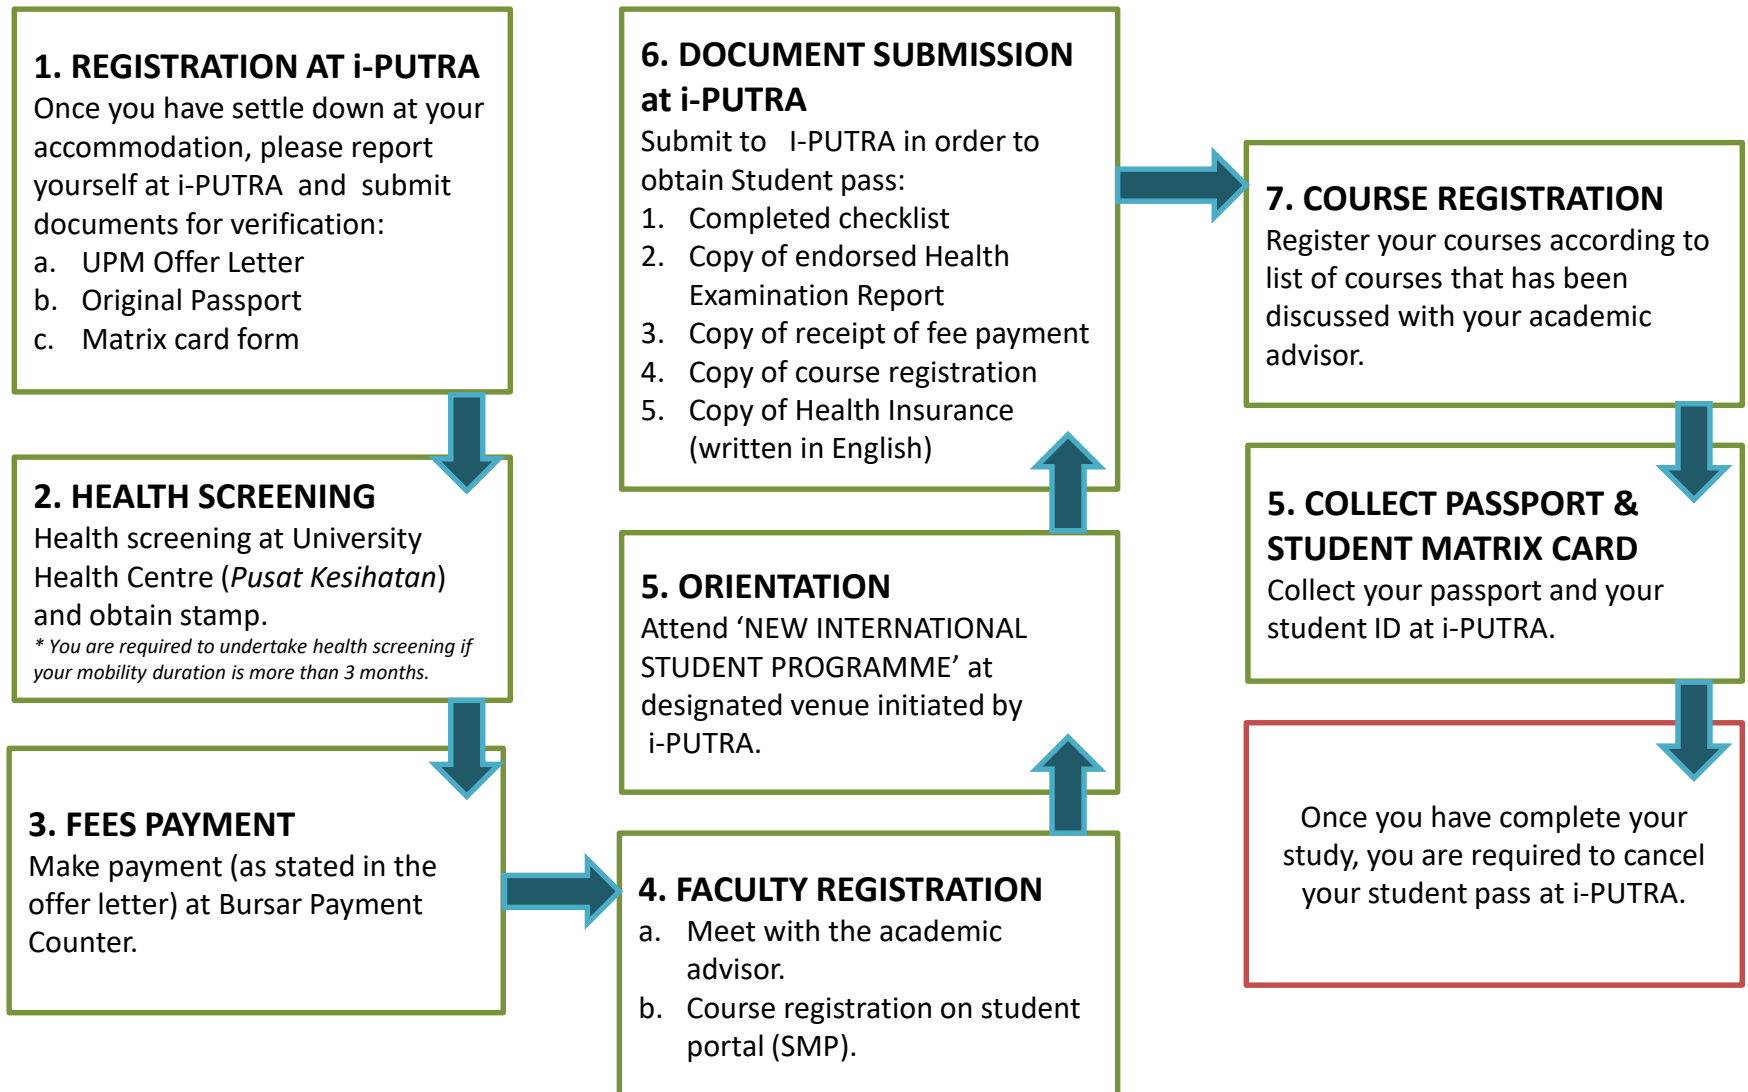 1. REGISTRATION AT i-PUTRA
Once you have settle down at your
accommodation, please report
yourself at i-PUTRA and submit
documents for verification:
a. UPM Offer Letter
b. Original Passport
c. Matrix card form
2. HEALTH SCREENING
Health screening at University
Health Centre (Pusat Kesihatan)
and obtain stamp.
* You are required to undertake health screening if
your mobility duration is more than 3 months.
3. FEES PAYMENT
Make payment (as stated in the
offer letter) at Bursar Payment
Counter.
4. FACULTY REGISTRATION
a. Meet with the academic
advisor.
b. Course registration on student
portal (SMP).
5. ORIENTATION
Attend ‘NEW INTERNATIONAL
STUDENT PROGRAMME’ at
designated venue initiated by
i-PUTRA.
6. DOCUMENT SUBMISSION
at i-PUTRA
Submit to I-PUTRA in order to
obtain Student pass:
1. Completed checklist
2. Copy of endorsed Health
Examination Report
3. Copy of receipt of fee payment
4. Copy of course registration
5. Copy of Health Insurance
(written in English)
7. COURSE REGISTRATION
Register your courses according to
list of courses that has been
discussed with your academic
advisor.
5. COLLECT PASSPORT &
STUDENT MATRIX CARD
Collect your passport and your
student ID at i-PUTRA.
Once you have complete your
study, you are required to cancel
your student pass at i-PUTRA.